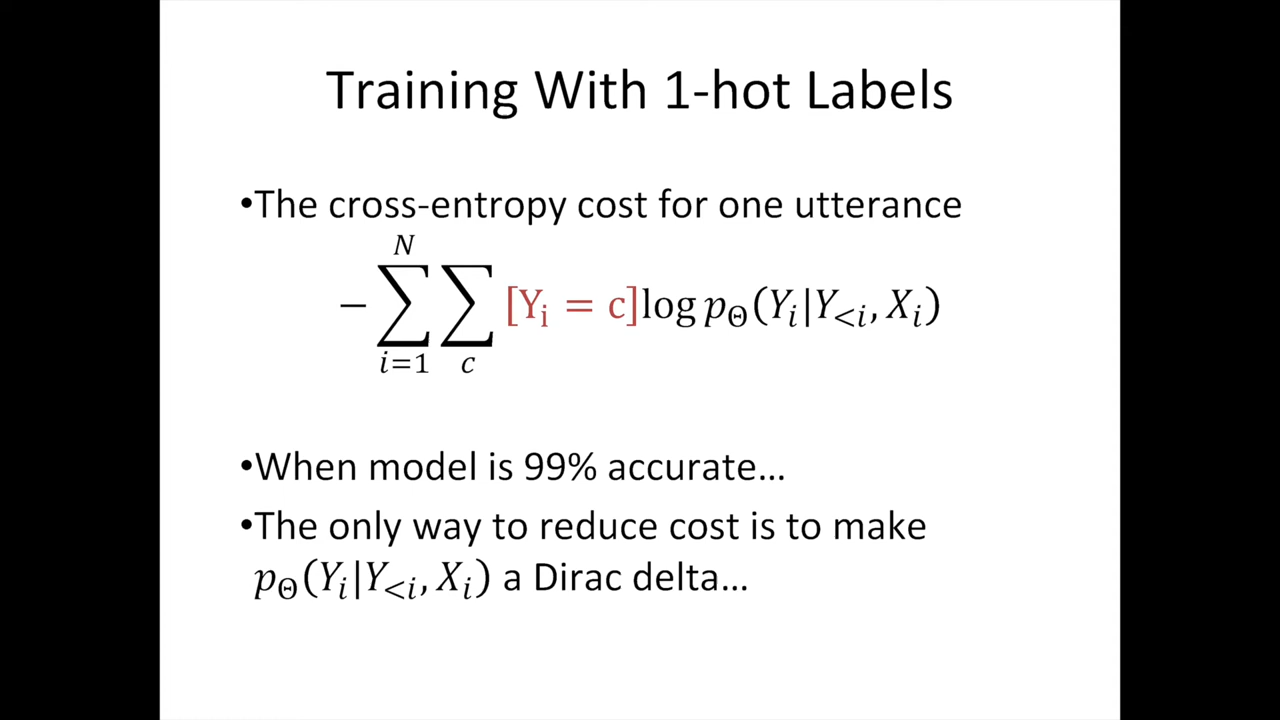 Training With 1-hot Labels
•The cross-entropy cost for one utterance
N
− ∑ ∑ [Yᵢ = c]log p_Θ(Yᵢ|Y_{<i}, Xᵢ)
i=1 c
•When model is 99% accurate…
•The only way to reduce cost is to make
p_Θ(Yᵢ|Y_{<i}, Xᵢ) a Dirac delta…